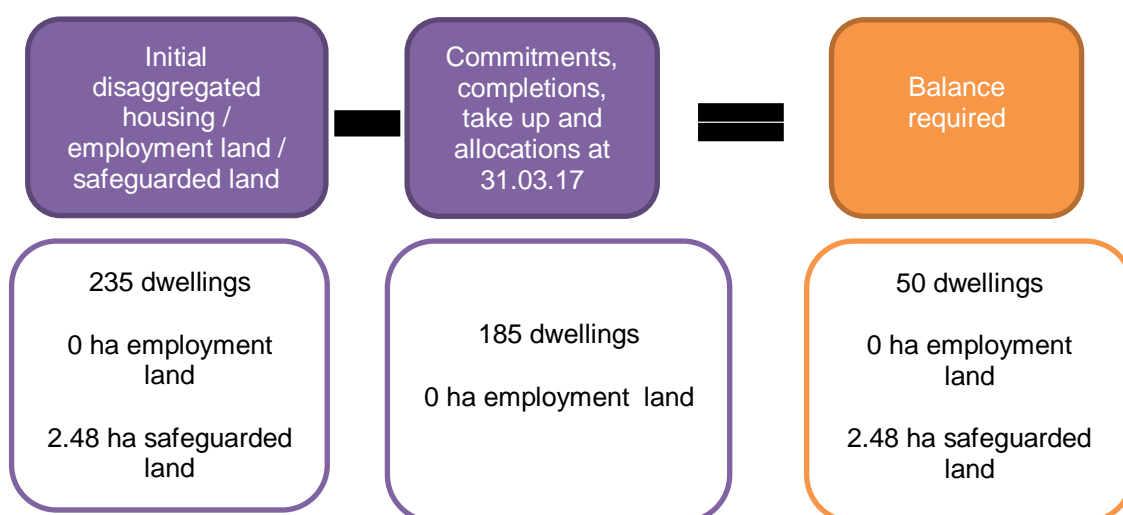 Initial
disaggregated
housing /
employment land /
safeguarded land
Commitments,
completions,
take up and
allocations at
31.03.17
Balance
required
235 dwellings
0 ha employment
land
2.48 ha safeguarded
land
185 dwellings
0 ha employment land
50 dwellings
0 ha employment
land
2.48 ha safeguarded
land